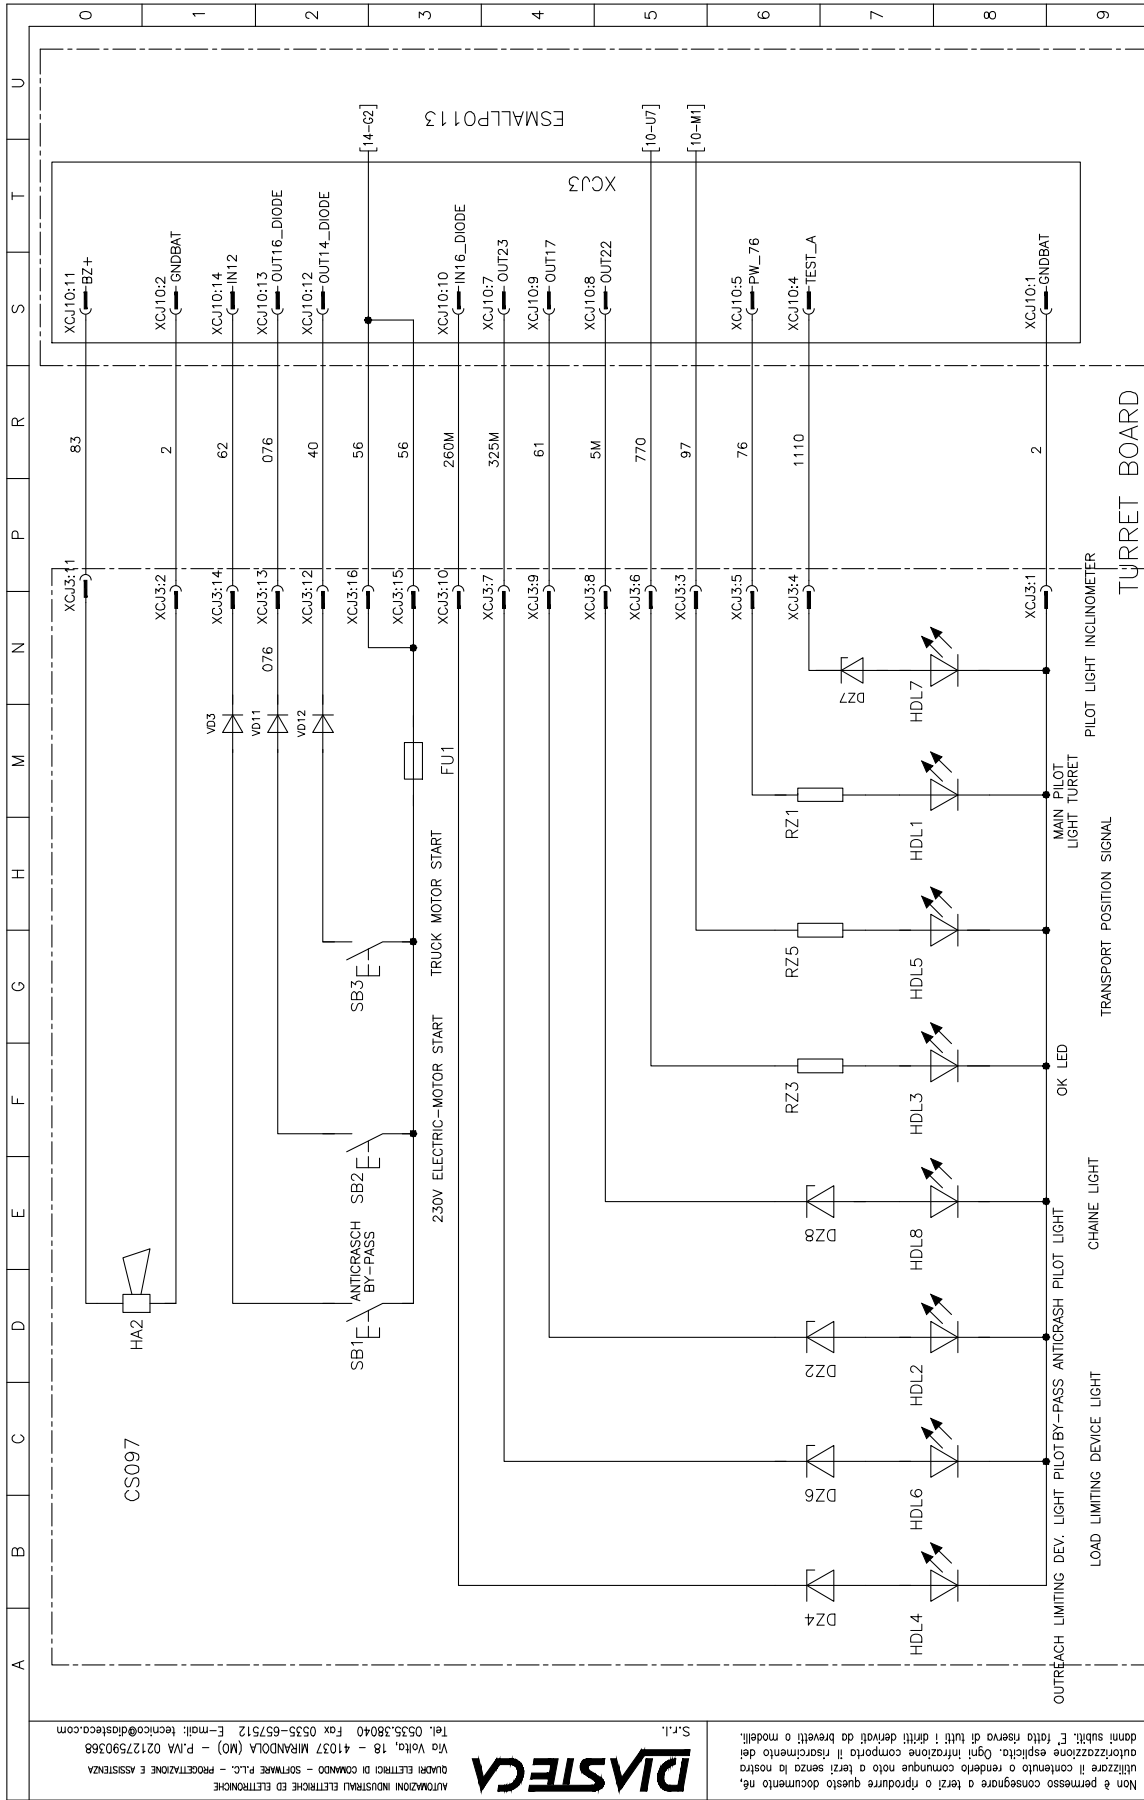 A B C D E F G H M N P R S T U
0 1 2 3 4 5 6 7 8 9
CS097
HA2
XCJ3:11
83
XCJ10:11
BZ+
XCJ3:2
2
XCJ10:2
GNDBAT
VD3
XCJ3:14
62
XCJ10:14
IN12
VD11
076
XCJ3:13
076
XCJ10:13
OUT16_DIODE
VD12
XCJ3:12
40
XCJ10:12
OUT14_DIODE
XCJ3:16
56
[14-G2]
XCJ3:15
56
SB1
ANTICRASCH
BY-PASS
SB2
230V ELECTRIC-MOTOR START
SB3
TRUCK MOTOR START
FU1
XCJ3:10
260M
XCJ10:10
IN16_DIODE
XCJ3:7
325M
XCJ10:7
OUT23
XCJ3:9
61
XCJ10:9
OUT17
XCJ3:8
5M
XCJ10:8
OUT22
XCJ3:6
770
[10-U7]
XCJ3:3
97
[10-M1]
XCJ3:5
76
XCJ10:5
PW_76
XCJ3:4
1110
XCJ10:4
TEST_A
XCJ3:1
2
XCJ10:1
GNDBAT
XCJ3
ESMALLP0113
DZ4
DZ6
DZ2
DZ8
RZ3
RZ5
RZ1
DZ7
HDL4
HDL6
HDL2
HDL8
HDL3
HDL5
HDL1
HDL7
OUTREACH LIMITING DEV. LIGHT PILOT
BY-PASS ANTICRASH PILOT LIGHT
OK LED
MAIN PILOT
LIGHT TURRET
LOAD LIMITING DEVICE LIGHT
CHAINE LIGHT
TRANSPORT POSITION SIGNAL
PILOT LIGHT INCLINOMETER
TURRET BOARD
DIASTECA
S.r.l.
AUTOMAZIONI INDUSTRIALI ELETTRICHE ED ELETTRONICHE
QUADRI ELETTRICI DI COMANDO - SOFTWARE P.L.C. - PROGETTAZIONE E ASSISTENZA
Via Volta, 18 - 41037 MIRANDOLA (MO) - P.IVA 02127590368
Tel. 0535.38040 Fax 0535-657512 E-mail: tecnico@diasteca.com
Non è permesso consegnare a terzi o riprodurre questo documento, nè
utilizzare il contenuto o renderlo comunque noto a terzi senza la nostra
autorizzazione esplicita. Ogni infrazione comporta il risarcimento dei
danni subiti. E' fatta riserva di tutti i diritti derivati da brevetti o modelli.